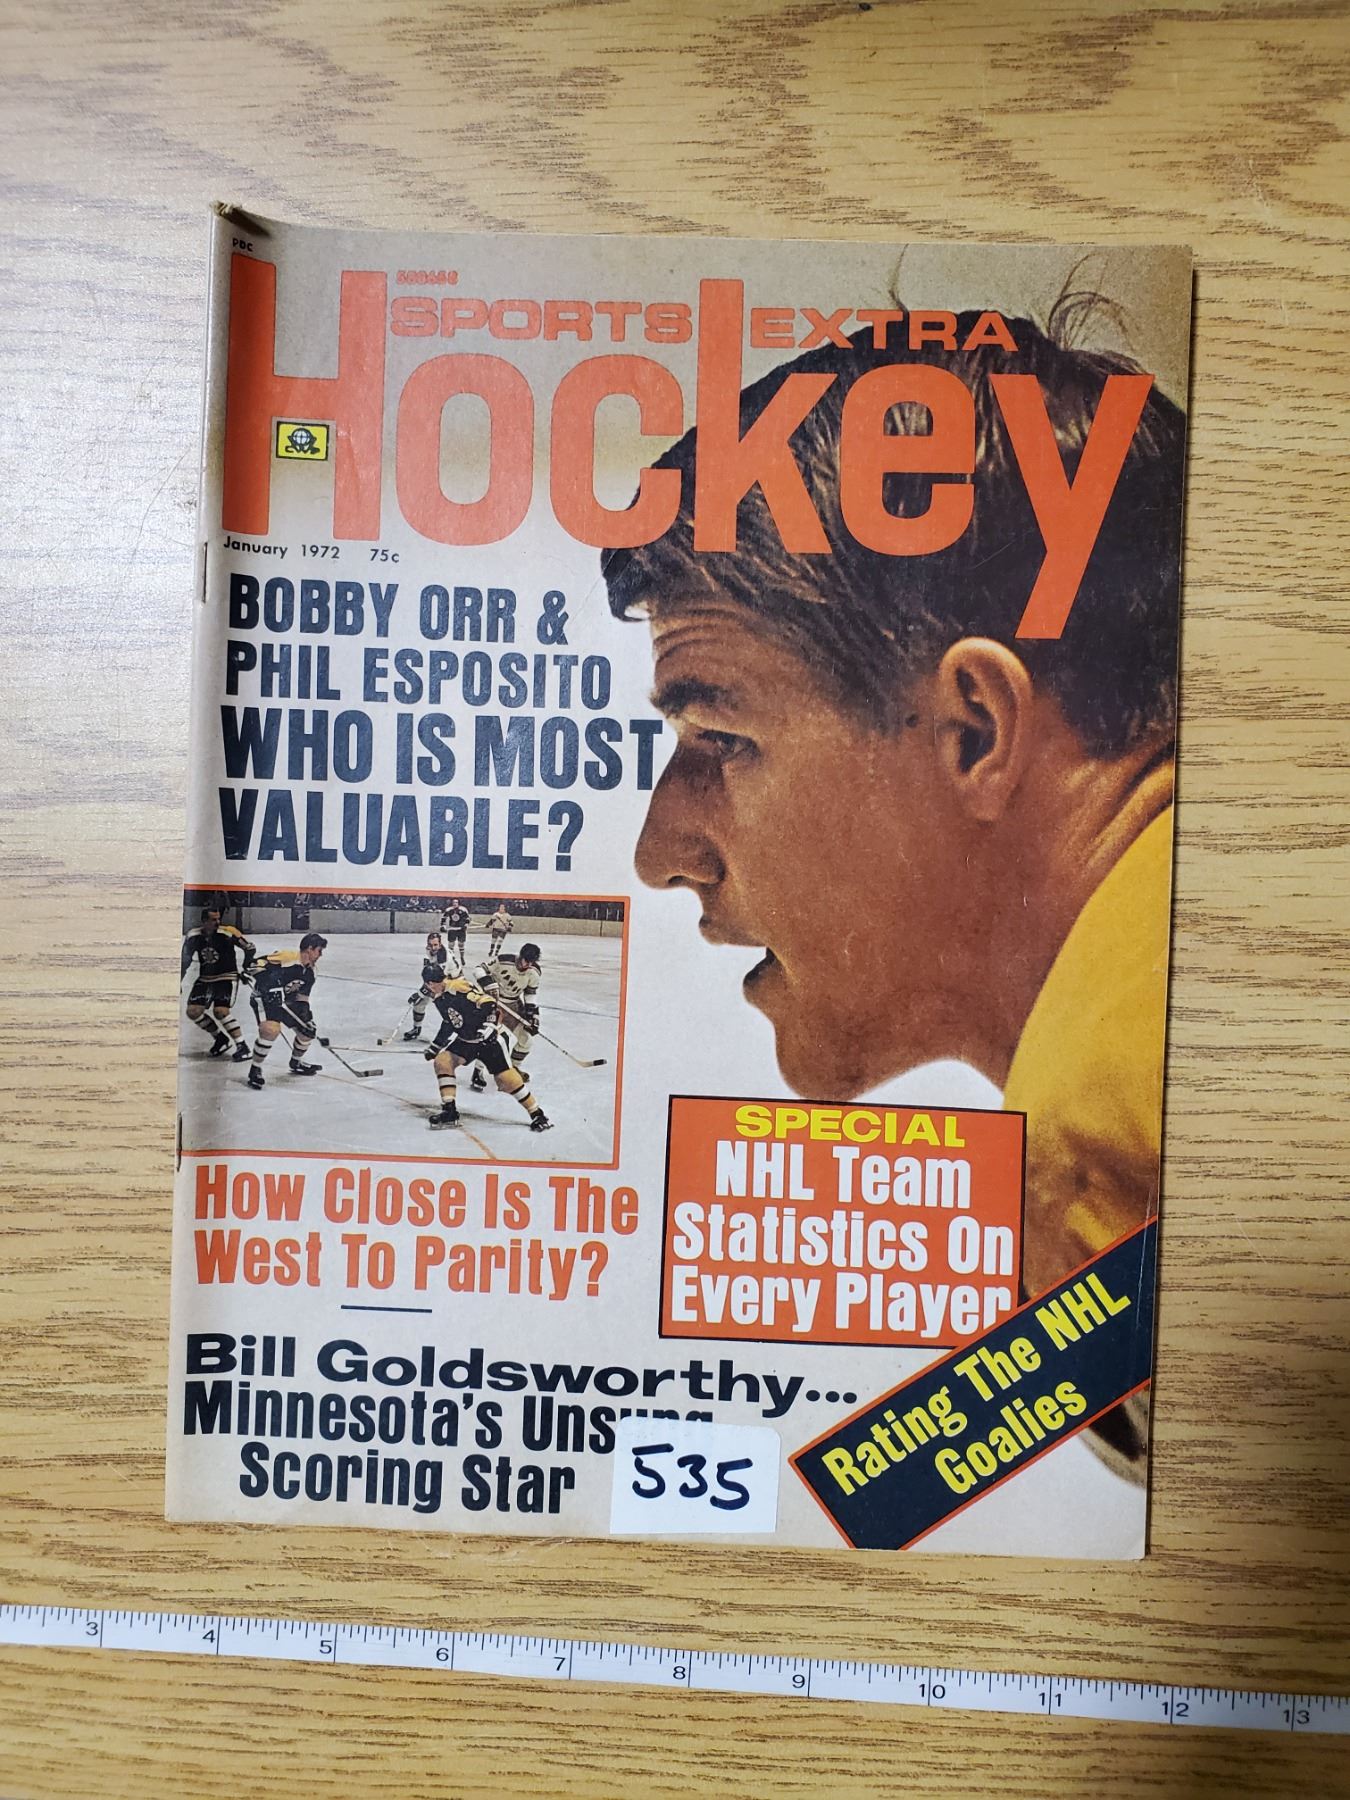 PDC
SPORTS EXTRA
Hockey
January 1972 75c
BOBBY ORR &
PHIL ESPOSITO
WHO IS MOST
VALUABLE?
How Close Is The
West To Parity?
SPECIAL
NHL Team
Statistics On
Every Player
Bill Goldsworthy...
Minnesota's Unsung
Scoring Star
535
Rating The NHL
Goalies
3 4 5 6 7 8 9 10 11 12 13